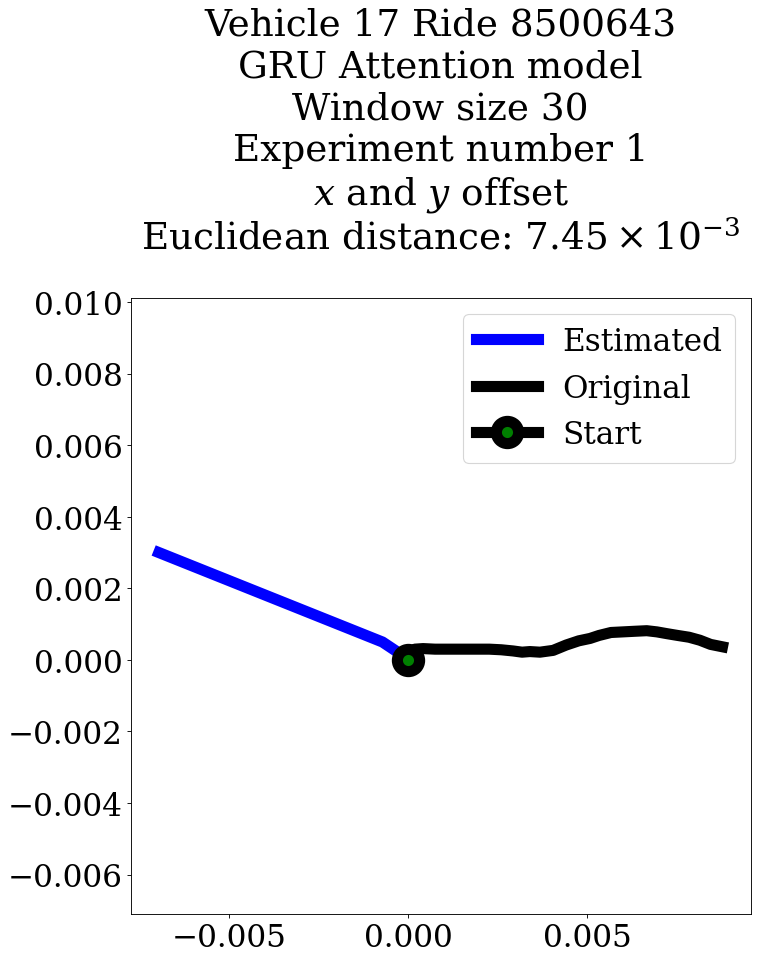 Vehicle 17 Ride 8500643
GRU Attention model
Window size 30
Experiment number 1
x and y offset
Euclidean distance: 7.45 × 10⁻³
Estimated
Original
Start
0.010
0.008
0.006
0.004
0.002
0.000
−0.002
−0.004
−0.006
−0.005
0.000
0.005